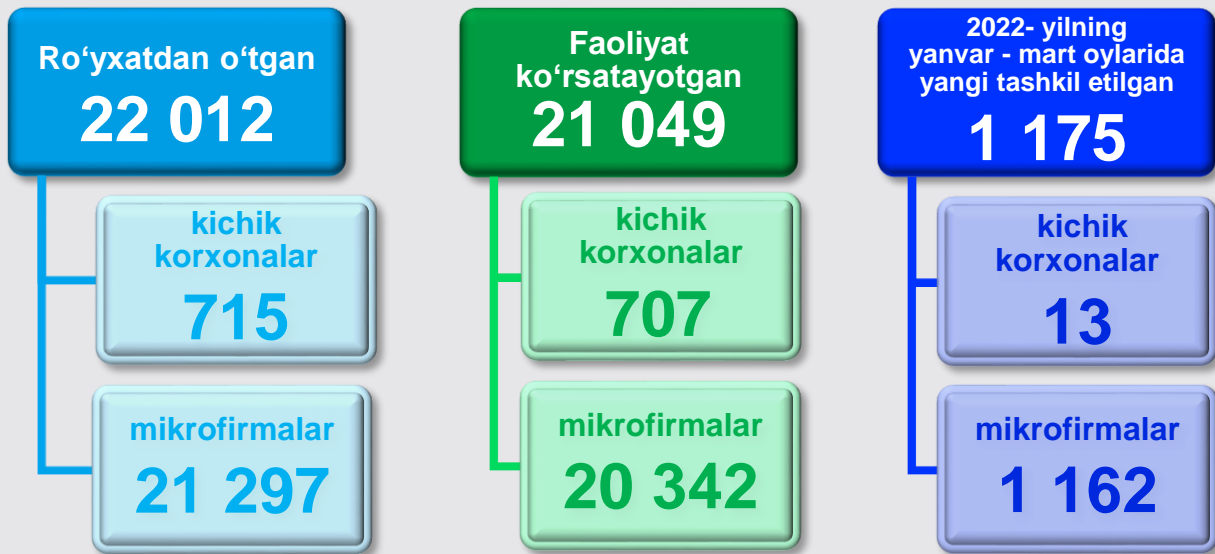 Ro‘yxatdan o‘tgan
22 012
kichik
korxonalar
715
mikrofirmalar
21 297
Faoliyat
ko‘rsatayotgan
21 049
kichik
korxonalar
707
mikrofirmalar
20 342
2022- yilning
yanvar - mart oylarida
yangi tashkil etilgan
1 175
kichik
korxonalar
13
mikrofirmalar
1 162